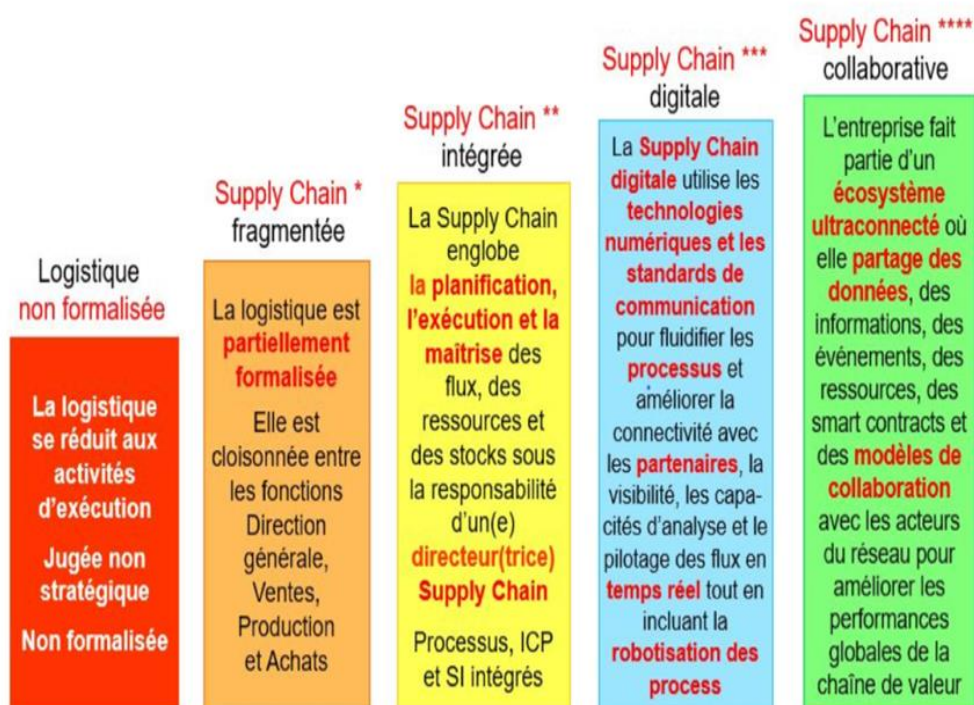 Logistique
non formalisée
La logistique
se réduit aux
activités
d'exécution
Jugée non
stratégique
Non formalisée
Supply Chain *
fragmentée
La logistique est
partiellement
formalisée
Elle est
cloisonnée entre
les fonctions
Direction
générale,
Ventes,
Production
et Achats
Supply Chain **
intégrée
La Supply Chain
englobe
la planification,
l'exécution et la
maîtrise des
flux, des
ressources et
des stocks sous
la responsabilité
d'un(e)
directeur(trice)
Supply Chain
Processus, ICP
et SI intégrés
Supply Chain ***
digitale
La Supply Chain
digitale utilise les
technologies
numériques et les
standards de
communication
pour fluidifier les
processus et
améliorer la
connectivité avec
les partenaires, la
visibilité, les capa-
cités d'analyse et le
pilotage des flux en
temps réel tout en
incluant la
robotisation des
process
Supply Chain ****
collaborative
L'entreprise fait
partie d'un
écosystème
ultraconnecté où
elle partage des
données, des
informations, des
événements, des
ressources, des
smart contracts et
des modèles de
collaboration
avec les acteurs
du réseau pour
améliorer les
performances
globales de la
chaîne de valeur